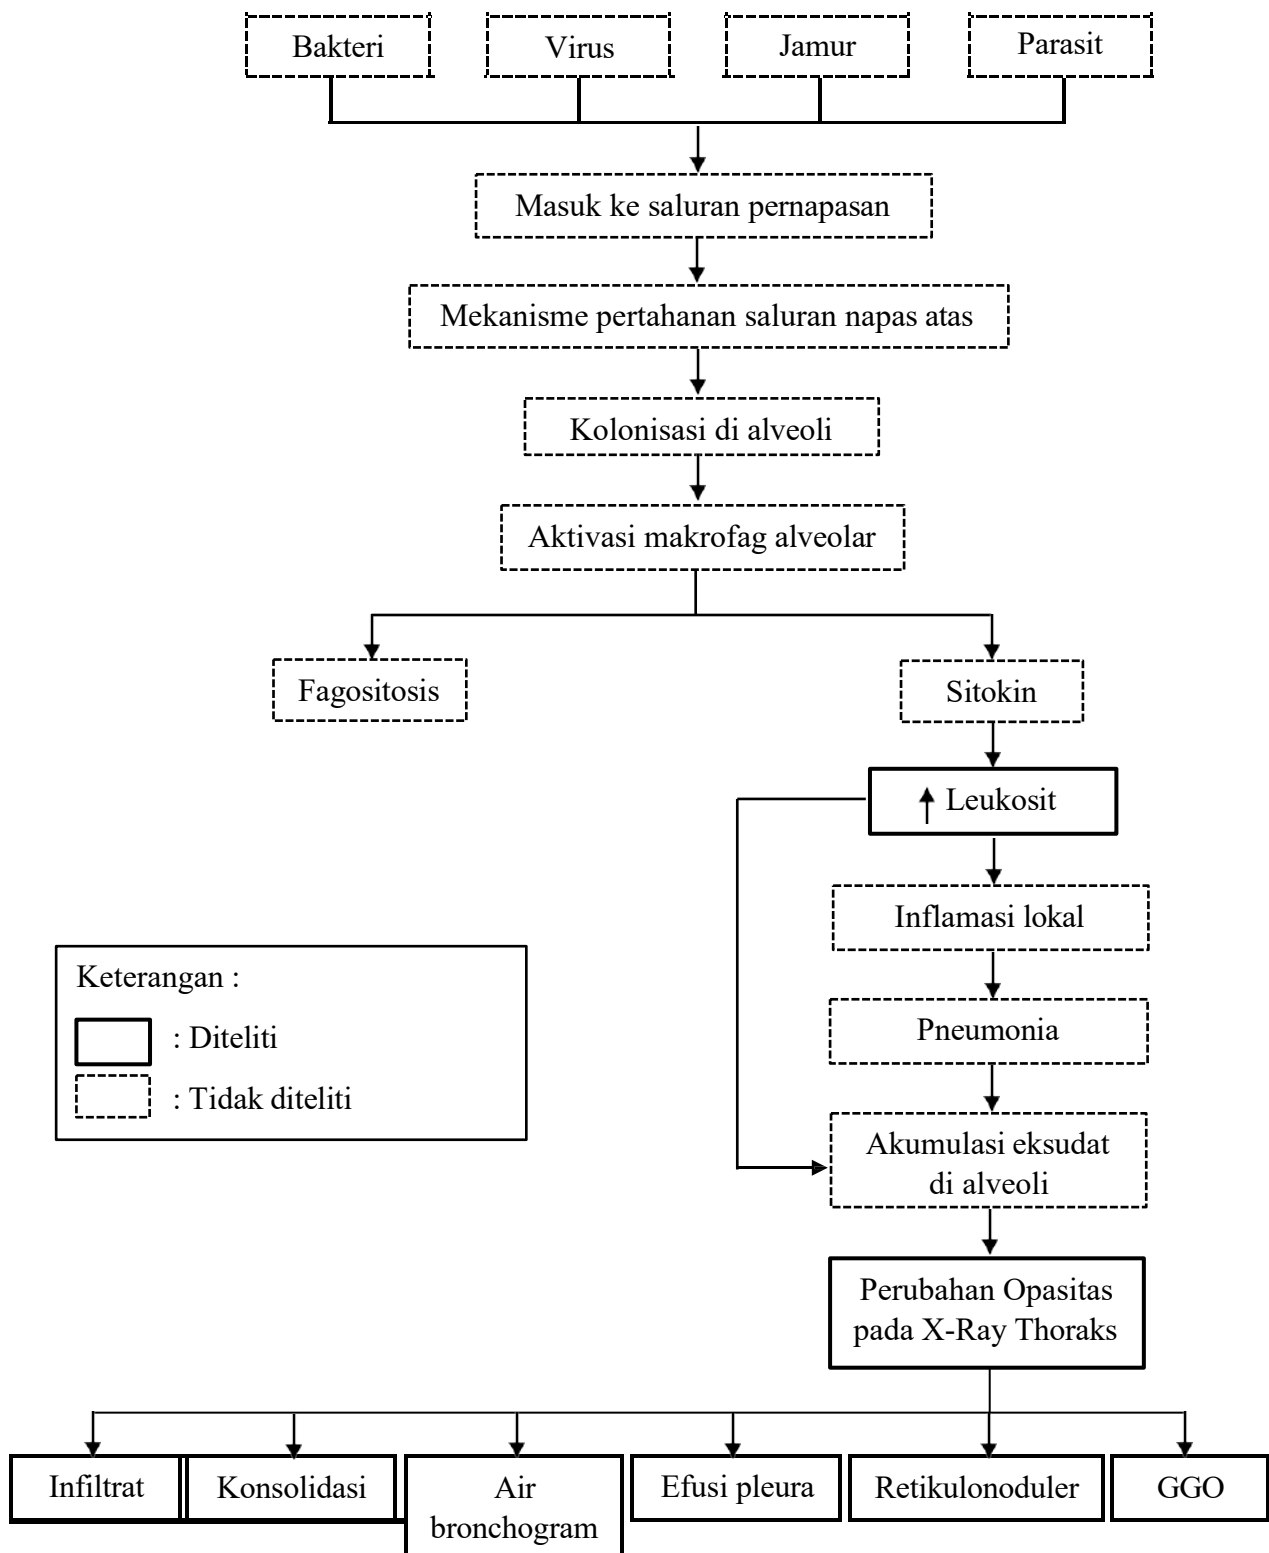 Bakteri
Virus
Jamur
Parasit
Masuk ke saluran pernapasan
Mekanisme pertahanan saluran napas atas
Kolonisasi di alveoli
Aktivasi makrofag alveolar
Fagositosis
Sitokin
↑ Leukosit
Inflamasi lokal
Keterangan :
: Diteliti
: Tidak diteliti
Pneumonia
Akumulasi eksudat
di alveoli
Perubahan Opasitas
pada X-Ray Thoraks
Infiltrat
Konsolidasi
Air
bronchogram
Efusi pleura
Retikulonoduler
GGO